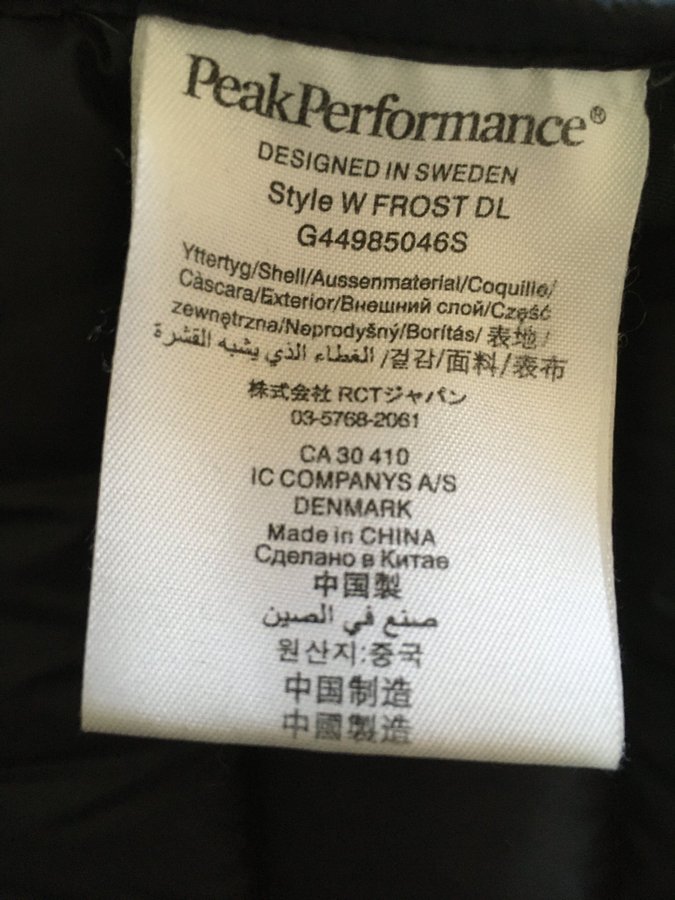 PeakPerformance®
DESIGNED IN SWEDEN
Style W FROST DL
G44985046S
Yttertyg/Shell/Aussenmaterial/Coquille/
Càscara/Exterior/Внешний слой/Część
zewnętrzna/Neprodyšný/Borítás/ 表地/
الغطاء الذي يشبه القشرة /겉감/面料/表布
株式会社 RCTジャパン
03-5768-2061
CA 30 410
IC COMPANYS A/S
DENMARK
Made in CHINA
Сделано в Китае
中国製
صنع في الصين
원산지:중국
中国制造
中國製造